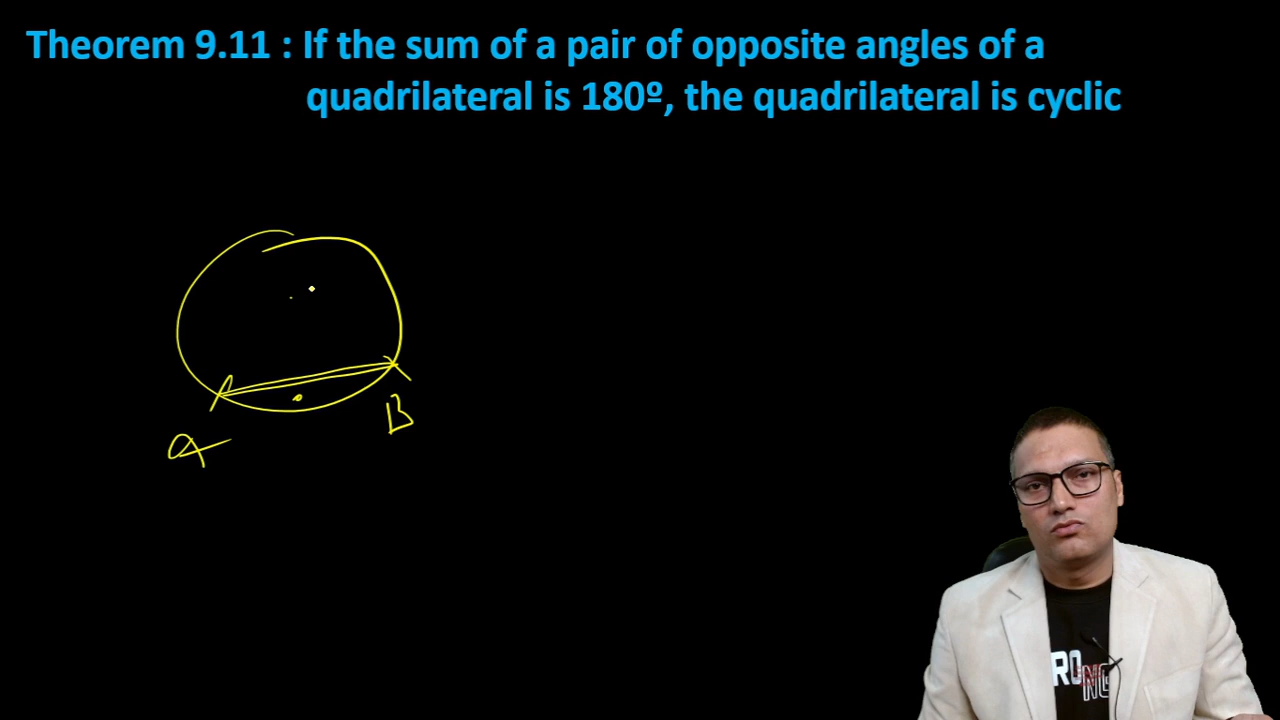 Theorem 9.11 : If the sum of a pair of opposite angles of a
quadrilateral is 180º, the quadrilateral is cyclic
B